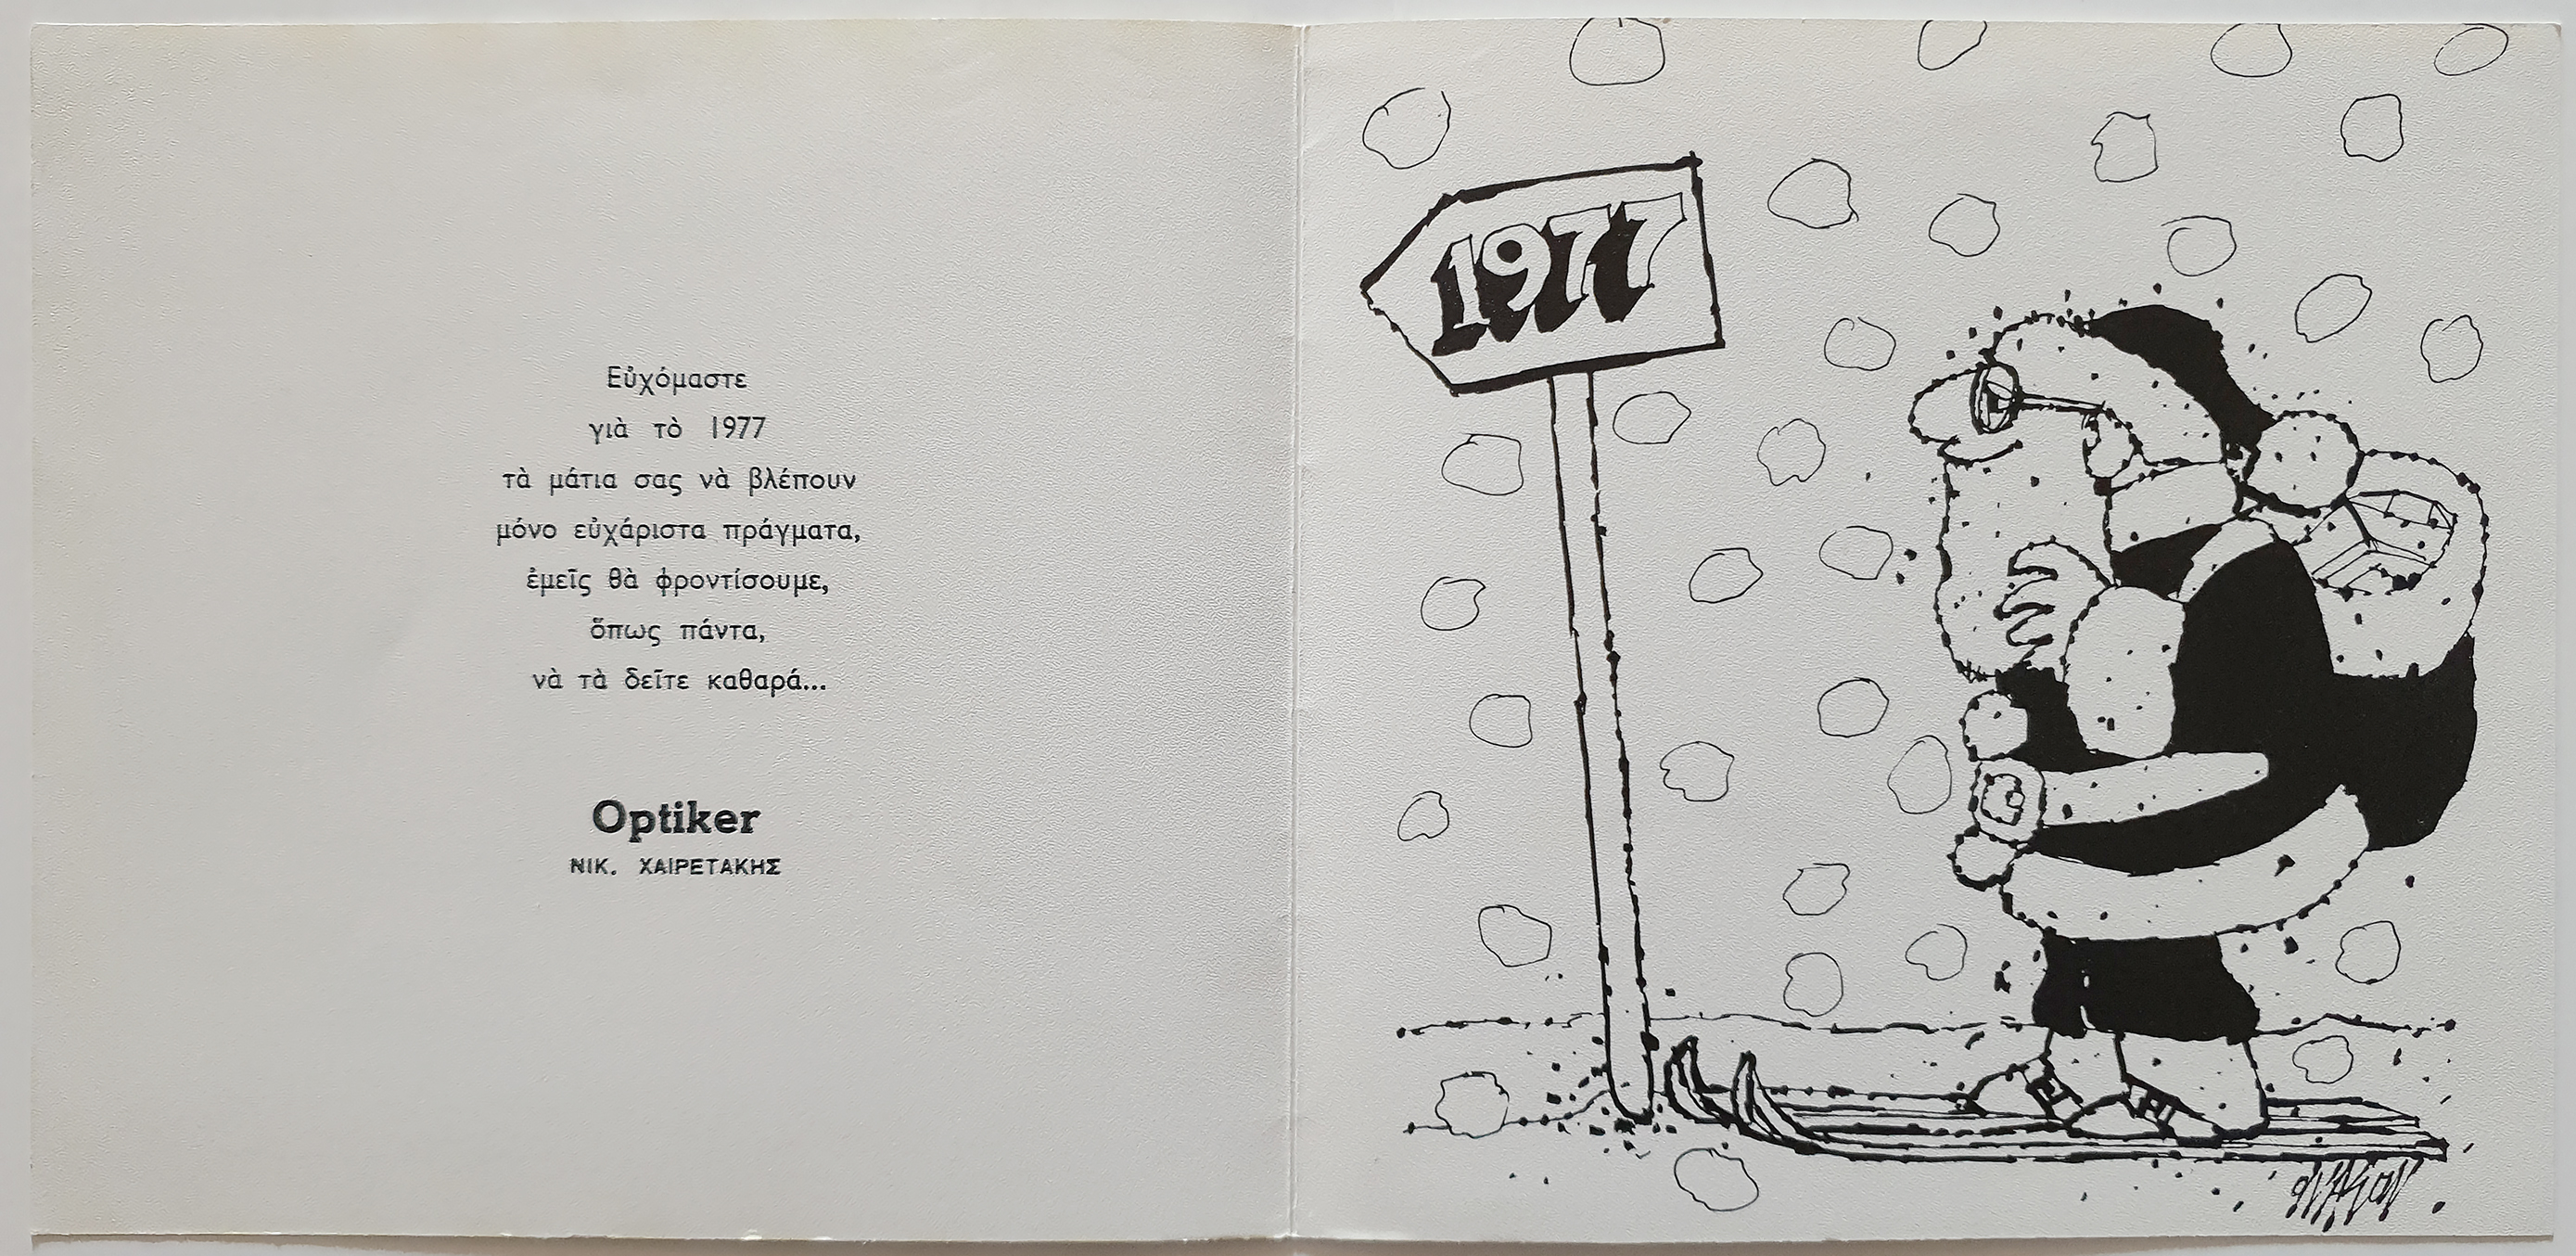 Εὐχόμαστε
γιὰ τὸ 1977
τὰ μάτια σας νὰ βλέπουν
μόνο εὐχάριστα πράγματα,
ἐμεῖς θὰ φροντίσουμε,
ὅπως πάντα,
νὰ τὰ δεῖτε καθαρά...
Optiker
ΝΙΚ. ΧΑΙΡΕΤΑΚΗΣ
1977